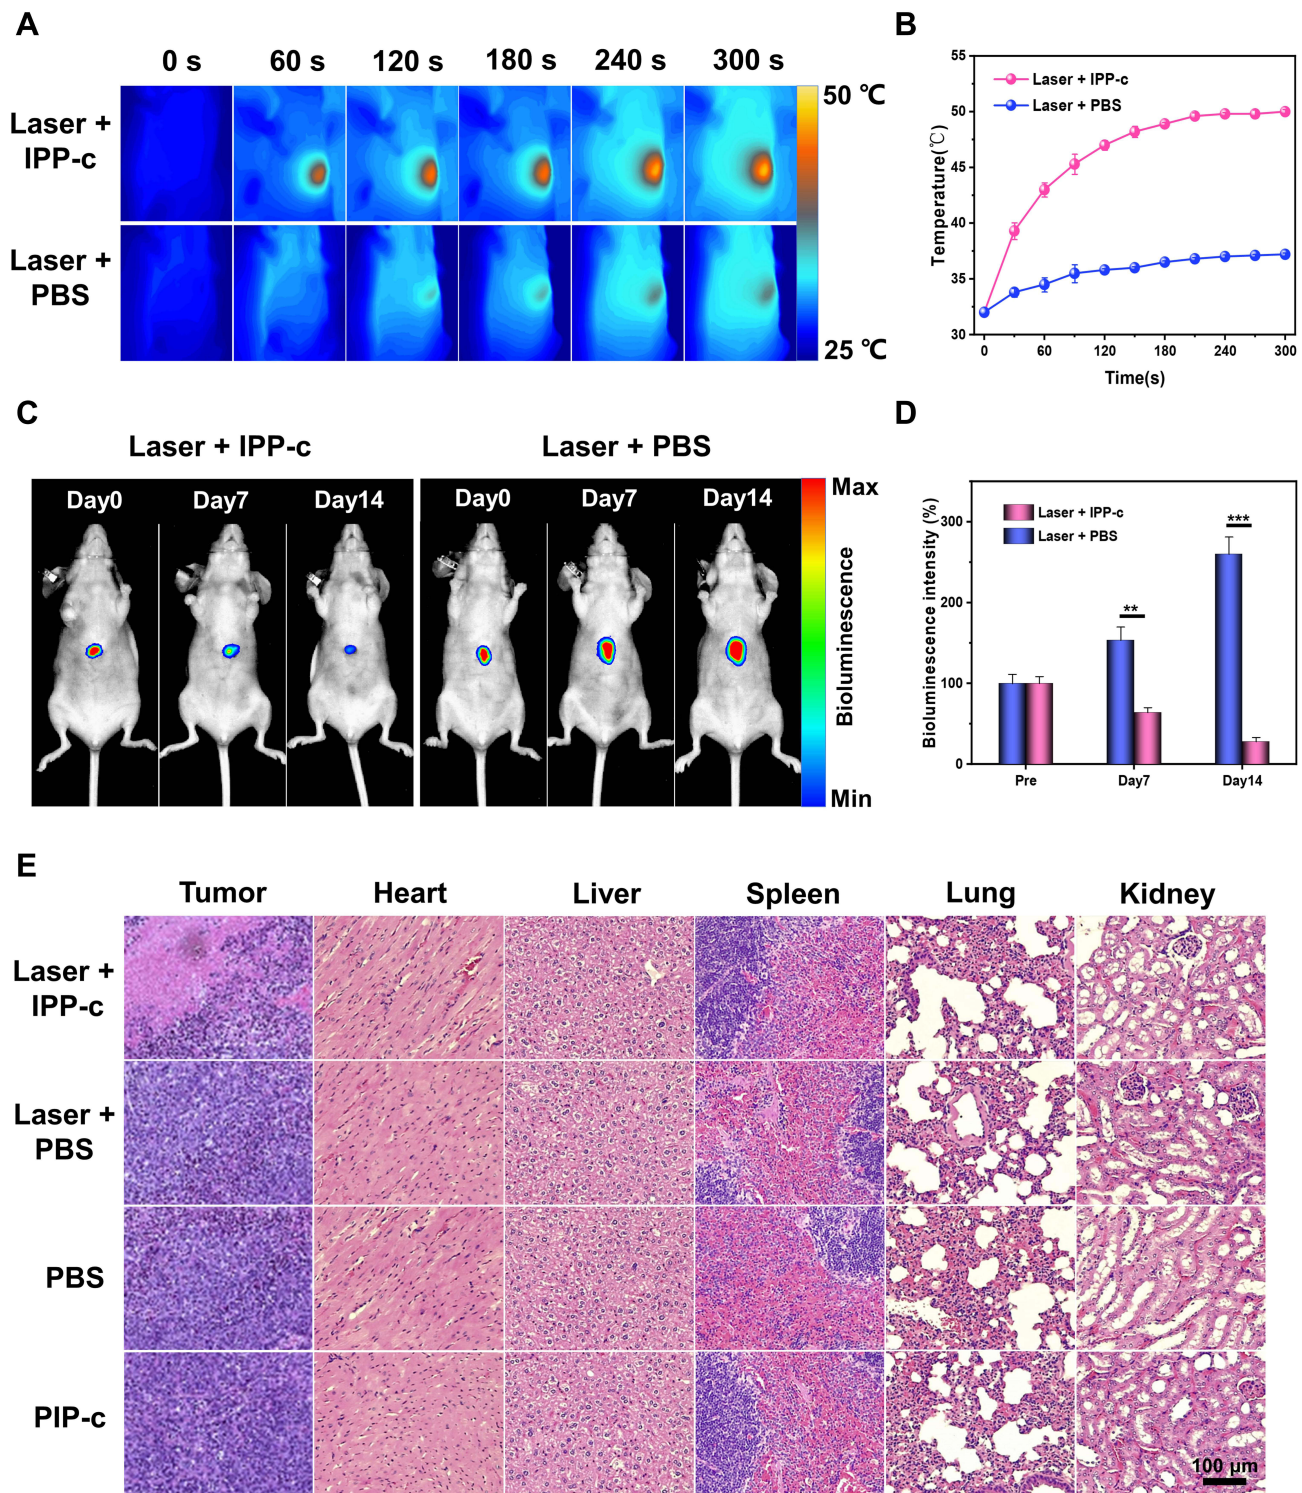 A
0 s 60 s 120 s 180 s 240 s 300 s
Laser +
IPP-c
Laser +
PBS
50 ℃
25 ℃
B
Laser + IPP-c
Laser + PBS
Temperature(℃)
55
50
45
40
35
30
0 60 120 180 240 300
Time(s)
C
Laser + IPP-c Laser + PBS
Day0 Day7 Day14 Day0 Day7 Day14
Max
Bioluminescence
Min
D
Laser + IPP-c
Laser + PBS
Bioluminescence intensity (%)
300
200
100
0
** ***
Pre Day7 Day14
E
Tumor Heart Liver Spleen Lung Kidney
Laser +
IPP-c
Laser +
PBS
PBS
PIP-c
100 μm